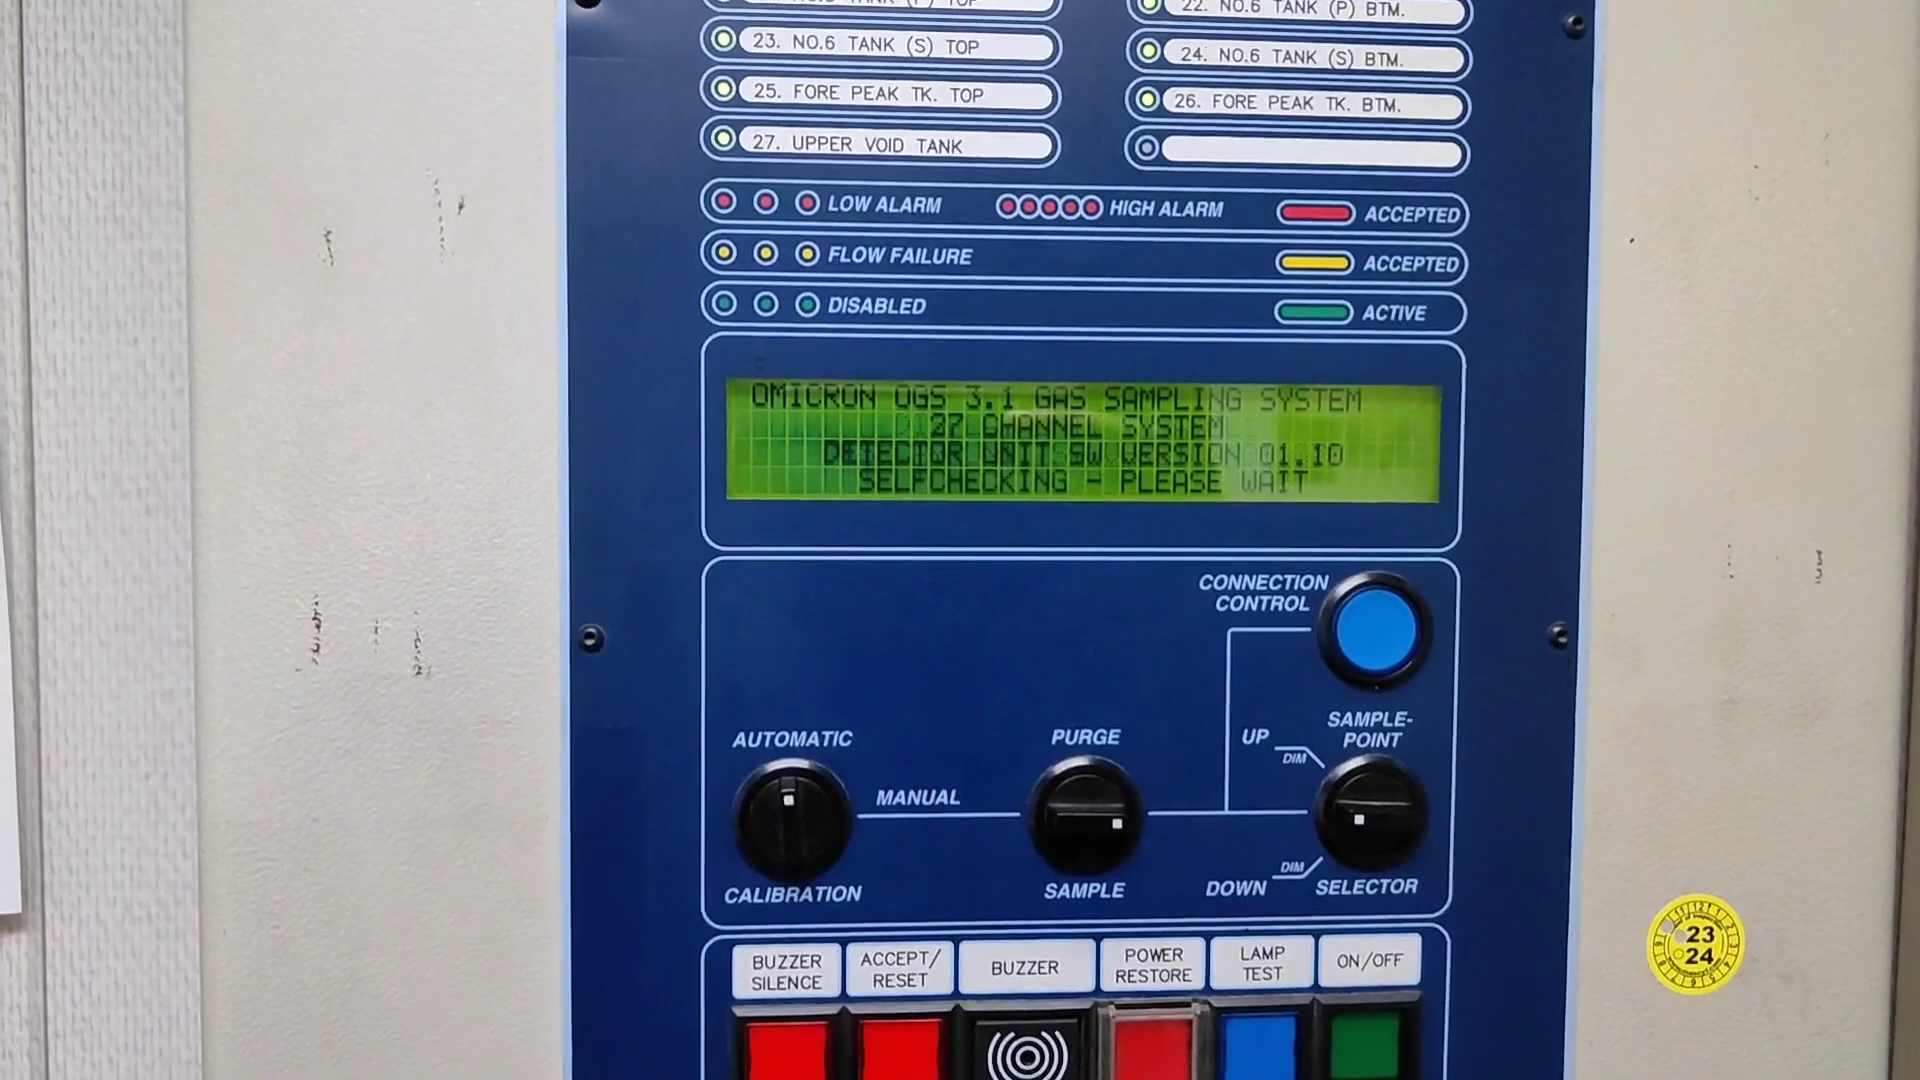 22. NO.6 TANK (P) BTM.
23. NO.6 TANK (S) TOP
24. NO.6 TANK (S) BTM.
25. FORE PEAK TK. TOP
26. FORE PEAK TK. BTM.
27. UPPER VOID TANK
LOW ALARM
HIGH ALARM
ACCEPTED
FLOW FAILURE
ACCEPTED
DISABLED
ACTIVE
OMICRON OGS 3.1 GAS SAMPLING SYSTEM
27 CHANNEL SYSTEM
DETECTOR UNIT SW VERSION 01.10
SELFCHECKING - PLEASE WAIT
CONNECTION
CONTROL
AUTOMATIC
MANUAL
CALIBRATION
PURGE
SAMPLE
UP
DIM
SAMPLE-
POINT
DIM
DOWN
SELECTOR
BUZZER
SILENCE
ACCEPT/
RESET
BUZZER
POWER
RESTORE
LAMP
TEST
ON/OFF
23
24